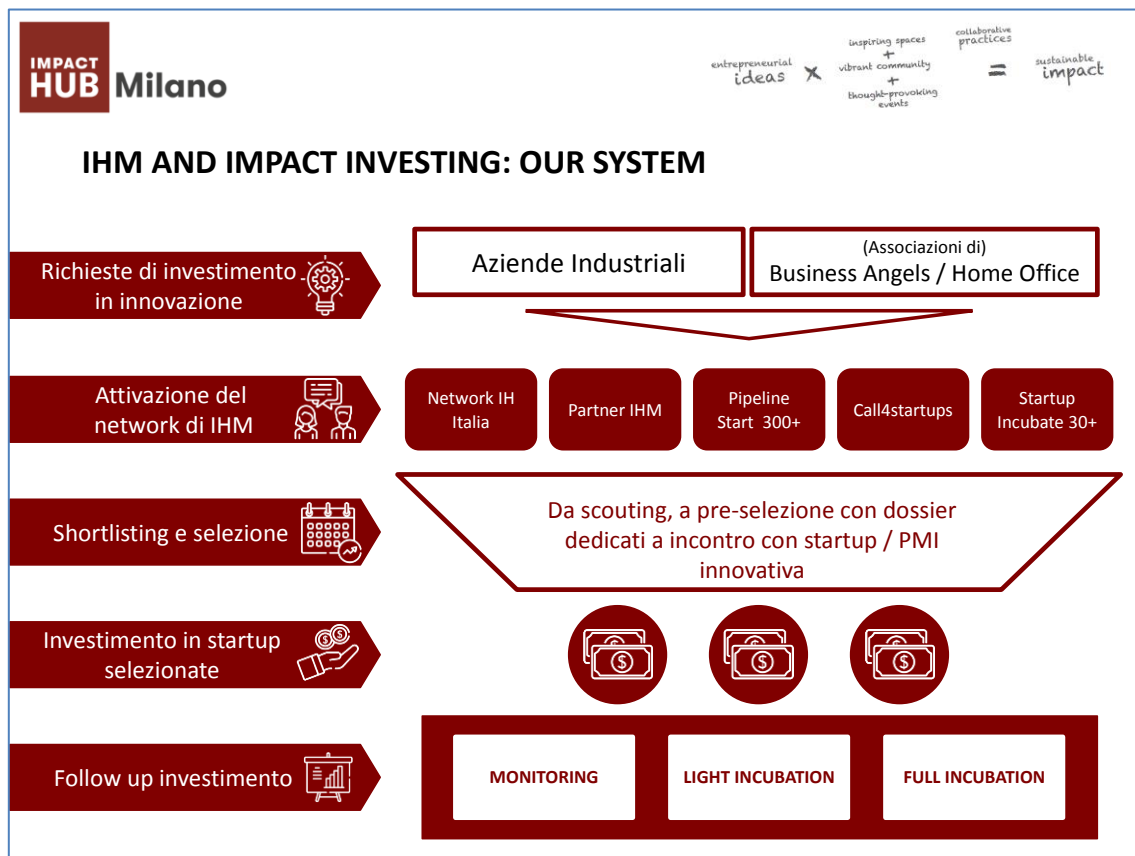 IMPACT
HUB Milano
entrepreneurial
ideas
x
inspiring spaces
+
vibrant community
+
thought-provoking
events
collaborative
practices
=
sustainable
impact
IHM AND IMPACT INVESTING: OUR SYSTEM
Richieste di investimento
in innovazione
Aziende Industriali
(Associazioni di)
Business Angels / Home Office
Attivazione del
network di IHM
Network IH
Italia
Partner IHM
Pipeline
Start 300+
Call4startups
Startup
Incubate 30+
Shortlisting e selezione
Da scouting, a pre-selezione con dossier
dedicati a incontro con startup / PMI
innovativa
Investimento in startup
selezionate
Follow up investimento
MONITORING
LIGHT INCUBATION
FULL INCUBATION